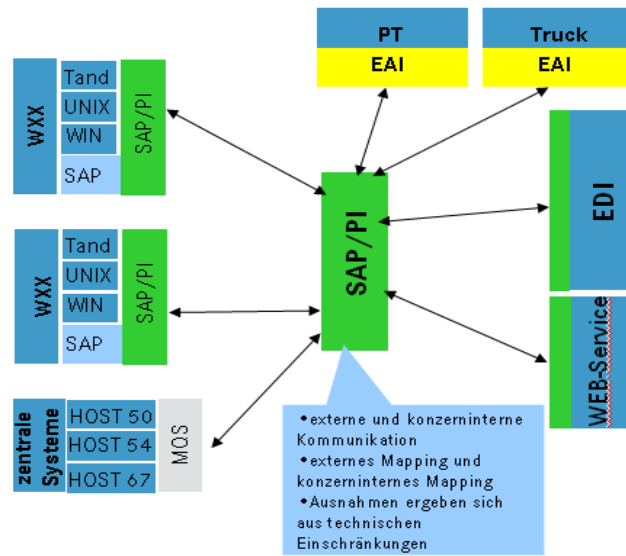 PT
EAI
Truck
EAI
WXX
Tand
UNIX
WIN
SAP
SAP/PI
WXX
Tand
UNIX
WIN
SAP
SAP/PI
zentrale
Systeme
HOST 50
HOST 54
HOST 67
MQS
SAP/PI
EDI
WEB-Service
•externe und konzerninterne
Kommunikation
•externes Mapping und
konzerninternes Mapping
•Ausnahmen ergeben sich
aus technischen
Einschränkungen